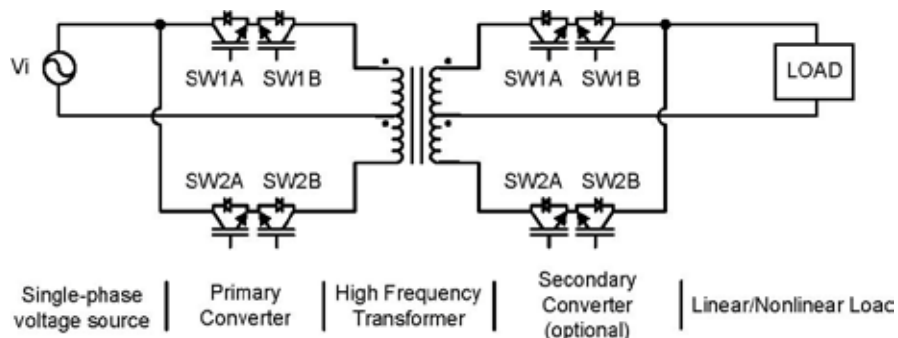 Vi
SW1A
SW1B
SW1A
SW1B
LOAD
SW2A
SW2B
SW2A
SW2B
Single-phase
voltage source
Primary
Converter
High Frequency
Transformer
Secondary
Converter
(optional)
Linear/Nonlinear Load